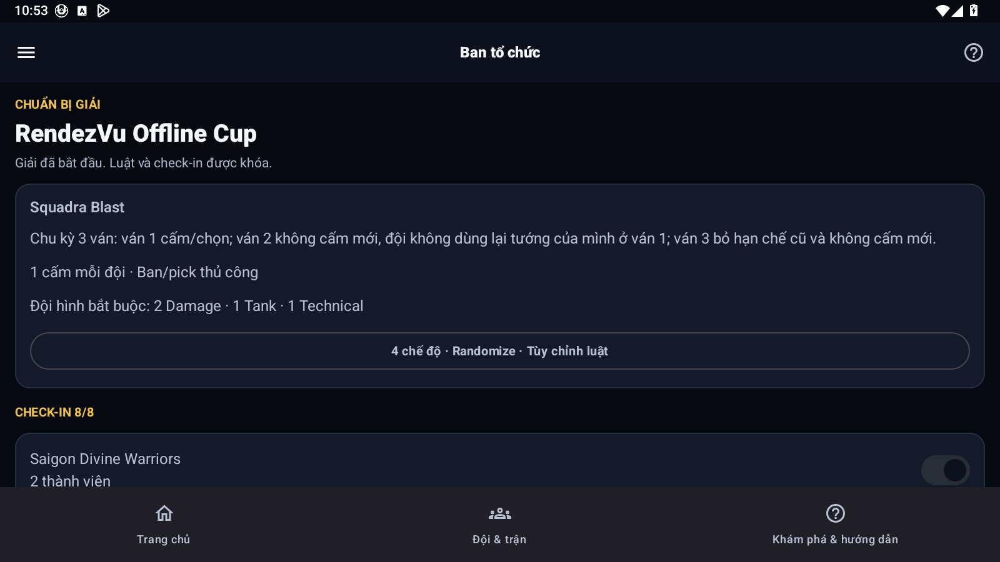 10:53
Ban tổ chức
CHUẨN BỊ GIẢI
RendezVu Offline Cup
Giải đã bắt đầu. Luật và check-in được khóa.
Squadra Blast
Chu kỳ 3 ván: ván 1 cấm/chọn; ván 2 không cấm mới, đội không dùng lại tướng của mình ở ván 1; ván 3 bỏ hạn chế cũ và không cấm mới.
1 cấm mỗi đội · Ban/pick thủ công
Đội hình bắt buộc: 2 Damage · 1 Tank · 1 Technical
4 chế độ · Randomize · Tùy chỉnh luật
CHECK-IN 8/8
Saigon Divine Warriors
2 thành viên
Trang chủ
Đội & trận
Khám phá & hướng dẫn